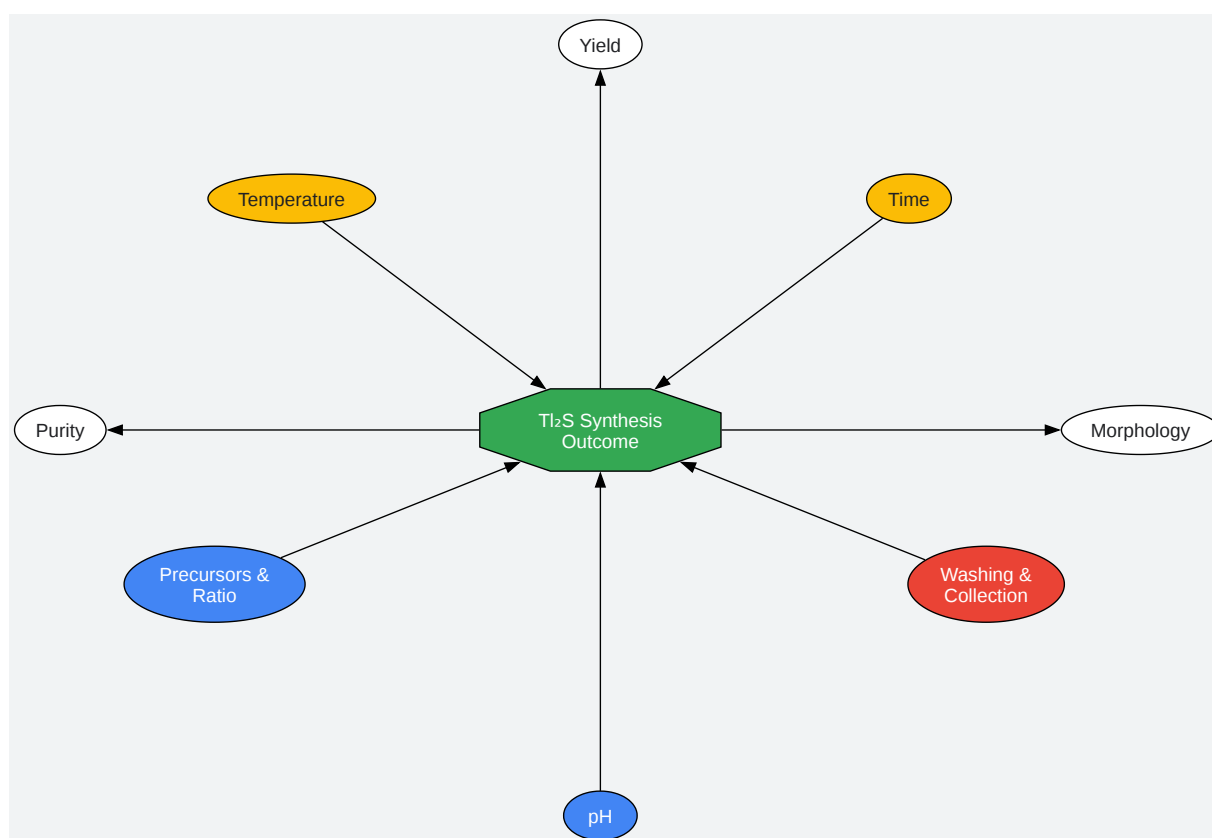 Yield
Temperature
Time
Tl₂S Synthesis
Outcome
Purity
Morphology
Precursors &
Ratio
Washing &
Collection
pH